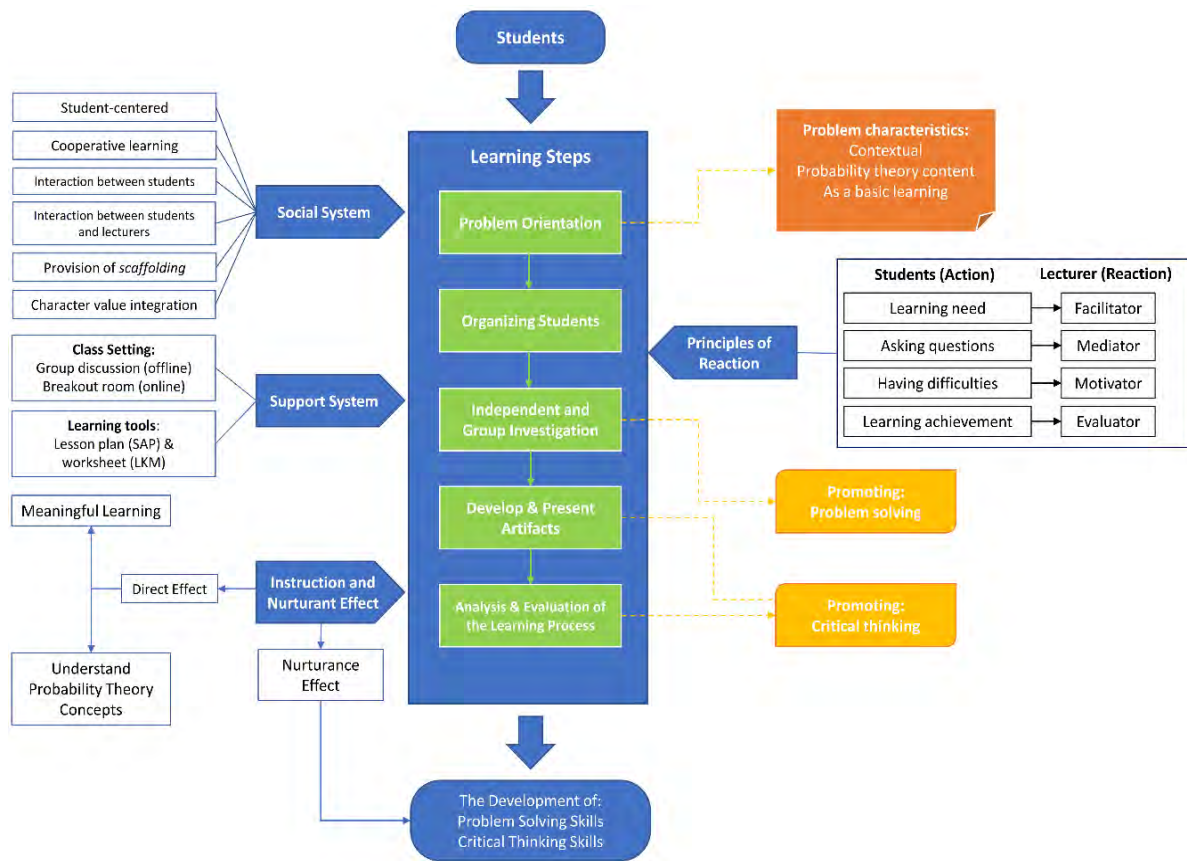 Students
Student-centered
Cooperative learning
Interaction between students
Interaction between students
and lecturers
Provision of scaffolding
Character value integration
Social System
Class Setting:
Group discussion (offline)
Breakout room (online)
Learning tools:
Lesson plan (SAP) &
worksheet (LKM)
Support System
Meaningful Learning
Direct Effect
Understand
Probability Theory
Concepts
Instruction and
Nurturant Effect
Nurturance
Effect
Learning Steps
Problem Orientation
Organizing Students
Independent and
Group Investigation
Develop & Present
Artifacts
Analysis & Evaluation of
the Learning Process
Problem characteristics:
Contextual
Probability theory content
As a basic learning
Principles of
Reaction
Students (Action) Lecturer (Reaction)
Learning need Facilitator
Asking questions Mediator
Having difficulties Motivator
Learning achievement Evaluator
Promoting:
Problem solving
Promoting:
Critical thinking
The Development of:
Problem Solving Skills
Critical Thinking Skills